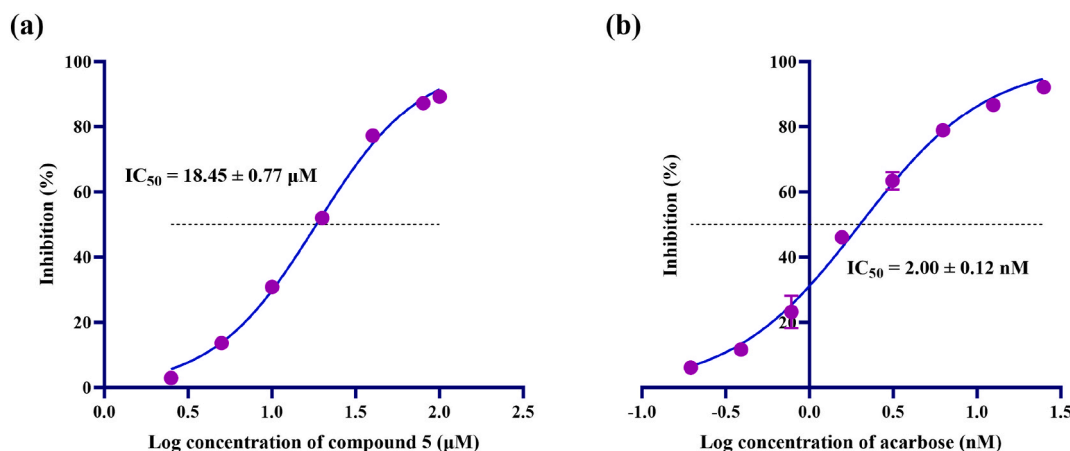 (a)
Inhibition (%)
100
80
60
40
20
0
IC50 = 18.45 ± 0.77 μM
0.0 0.5 1.0 1.5 2.0 2.5
Log concentration of compound 5 (μM)
(b)
Inhibition (%)
100
80
60
40
20
0
IC50 = 2.00 ± 0.12 nM
-1.0 -0.5 0.0 0.5 1.0 1.5
Log concentration of acarbose (nM)